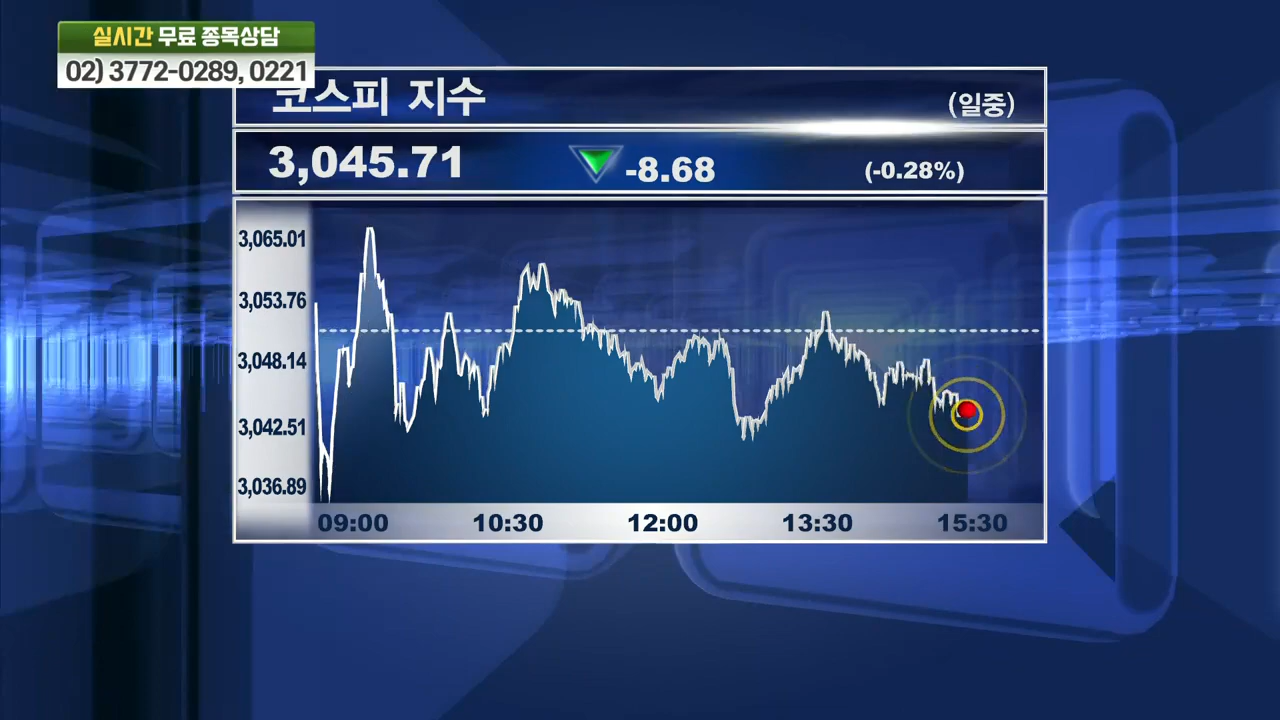 실시간 무료 종목상담
02) 3772-0289, 0221
코스피 지수
(일중)
3,045.71 -8.68 (-0.28%)
3,065.01
3,053.76
3,048.14
3,042.51
3,036.89
09:00 10:30 12:00 13:30 15:30